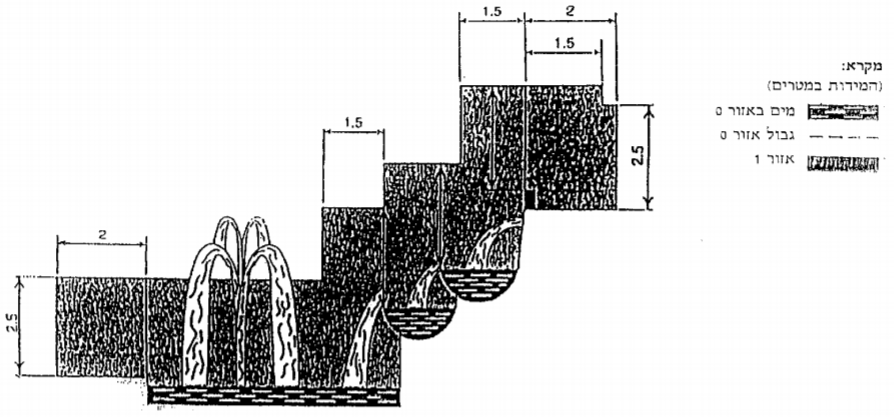 1.5 2
1.5
1.5
2.5
2
2.5
מקרא:
(המידות במטרים)
מים באזור 0
גבול אזור 0
אזור 1